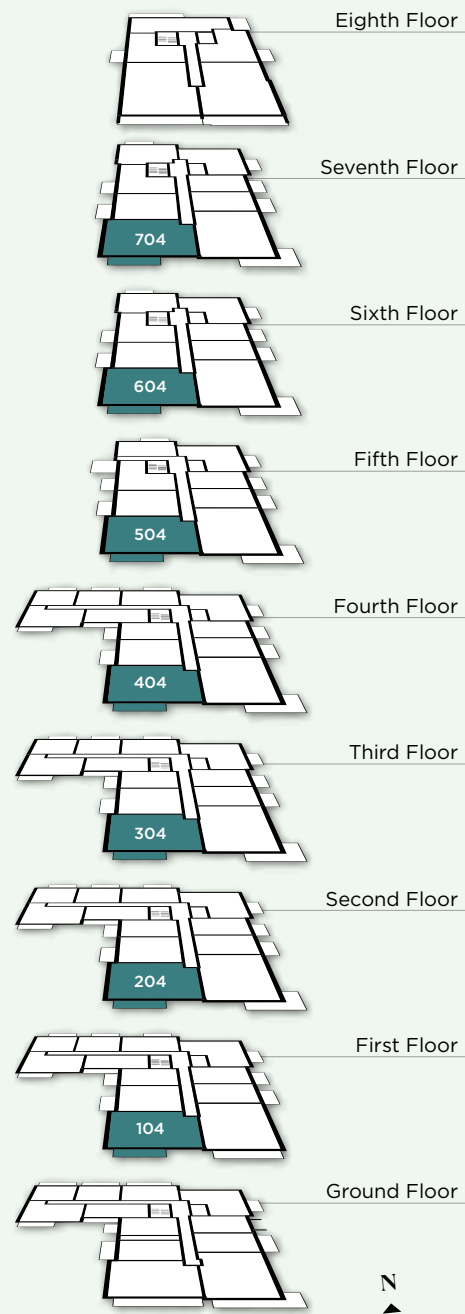 Eighth Floor
Seventh Floor
704
Sixth Floor
604
Fifth Floor
504
Fourth Floor
404
Third Floor
304
Second Floor
204
First Floor
104
Ground Floor
N